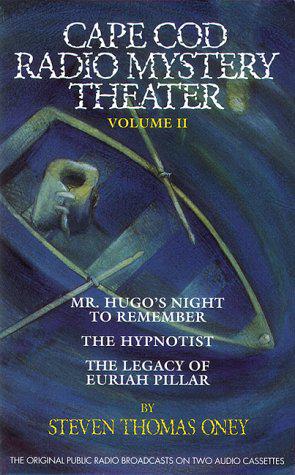 CAPE COD
RADIO MYSTERY
THEATER
VOLUME II
MR. HUGO'S NIGHT
TO REMEMBER
THE HYPNOTIST
THE LEGACY OF
EURIAH PILLAR
BY
STEVEN THOMAS ONEY
THE ORIGINAL PUBLIC RADIO BROADCASTS ON TWO AUDIO CASSETTES